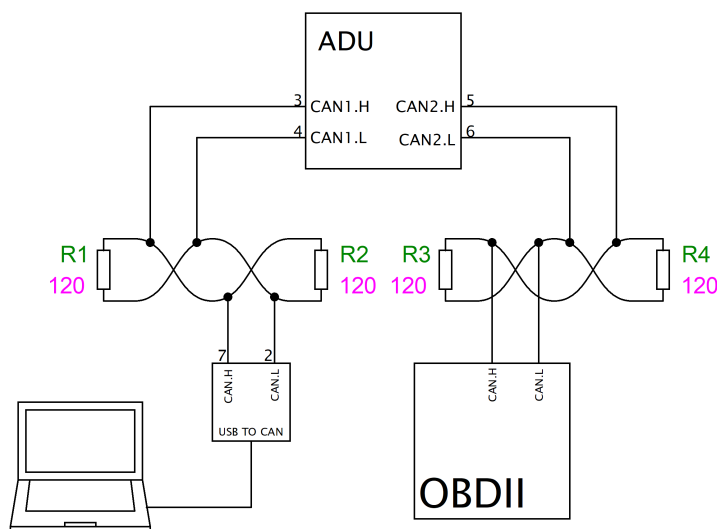 ADU
3 CAN1.H CAN2.H 5
4 CAN1.L CAN2.L 6
R1 R2 R3 R4
120 120 120 120
7 2
CAN.H CAN.L CAN.H CAN.L
USB TO CAN
OBDII